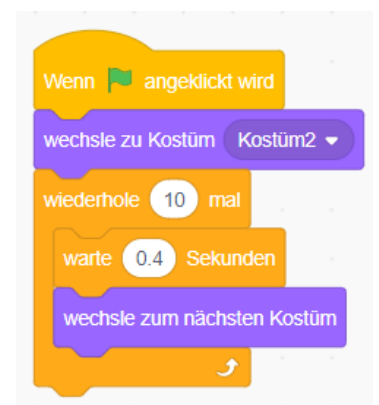 Wenn angeklickt wird
wechsle zu Kostüm Kostüm2
wiederhole 10 mal
warte 0.4 Sekunden
wechsle zum nächsten Kostüm